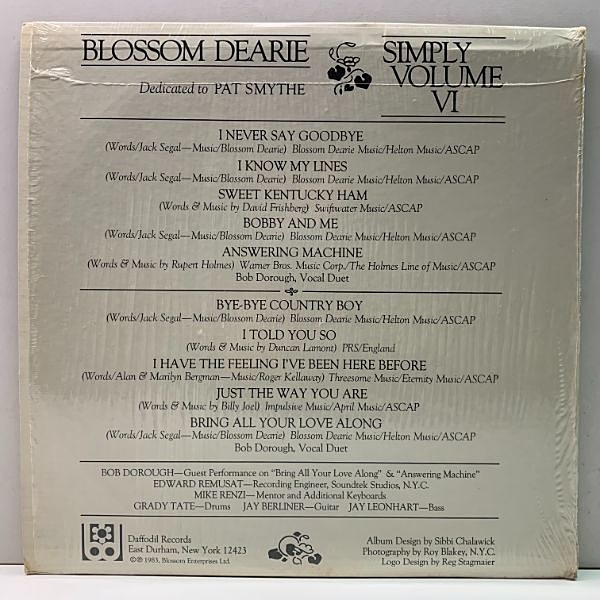 BLOSSOM DEARIE
Dedicated to PAT SMYTHE
SIMPLY
VOLUME
VI
I NEVER SAY GOODBYE
(Words/Jack Segal—Music/Blossom Dearie) Blossom Dearie Music/Helton Music/ASCAP
I KNOW MY LINES
(Words/Jack Segal—Music/Blossom Dearie) Blossom Dearie Music/Helton Music/ASCAP
SWEET KENTUCKY HAM
(Words & Music by David Frishberg) Swiftwater Music/ASCAP
BOBBY AND ME
(Words/Jack Segal—Music/Blossom Dearie) Blossom Dearie Music/Helton Music/ASCAP
ANSWERING MACHINE
(Words & Music by Rupert Holmes) Warner Bros. Music Corp./The Holmes Line of Music/ASCAP
Bob Dorough, Vocal Duet
BYE-BYE COUNTRY BOY
(Words/Jack Segal—Music/Blossom Dearie) Blossom Dearie Music/Helton Music/ASCAP
I TOLD YOU SO
(Words & Music by Duncan Lamont) PRS/England
I HAVE THE FEELING I'VE BEEN HERE BEFORE
(Words/Alan & Marilyn Bergman—Music/Roger Kellaway) Threesome Music/Eternity Music/ASCAP
JUST THE WAY YOU ARE
(Words & Music by Billy Joel) Impulsive Music/April Music/ASCAP
BRING ALL YOUR LOVE ALONG
(Words/Jack Segal—Music/Blossom Dearie) Blossom Dearie Music/Helton Music/ASCAP
Bob Dorough, Vocal Duet
BOB DOROUGH—Guest Performance on "Bring All Your Love Along" & "Answering Machine"
EDWARD REMUSAT—Recording Engineer, Soundtek Studios, N.Y.C.
MIKE RENZI—Mentor and Additional Keyboards
GRADY TATE—Drums JAY BERLINER—Guitar JAY LEONHART—Bass
Daffodil Records
East Durham, New York 12423
©℗ 1983, Blossom Enterprises Ltd.
Album Design by Sibbi Chalawick
Photography by Roy Blakey, N.Y.C.
Logo Design by Reg Stagmaier